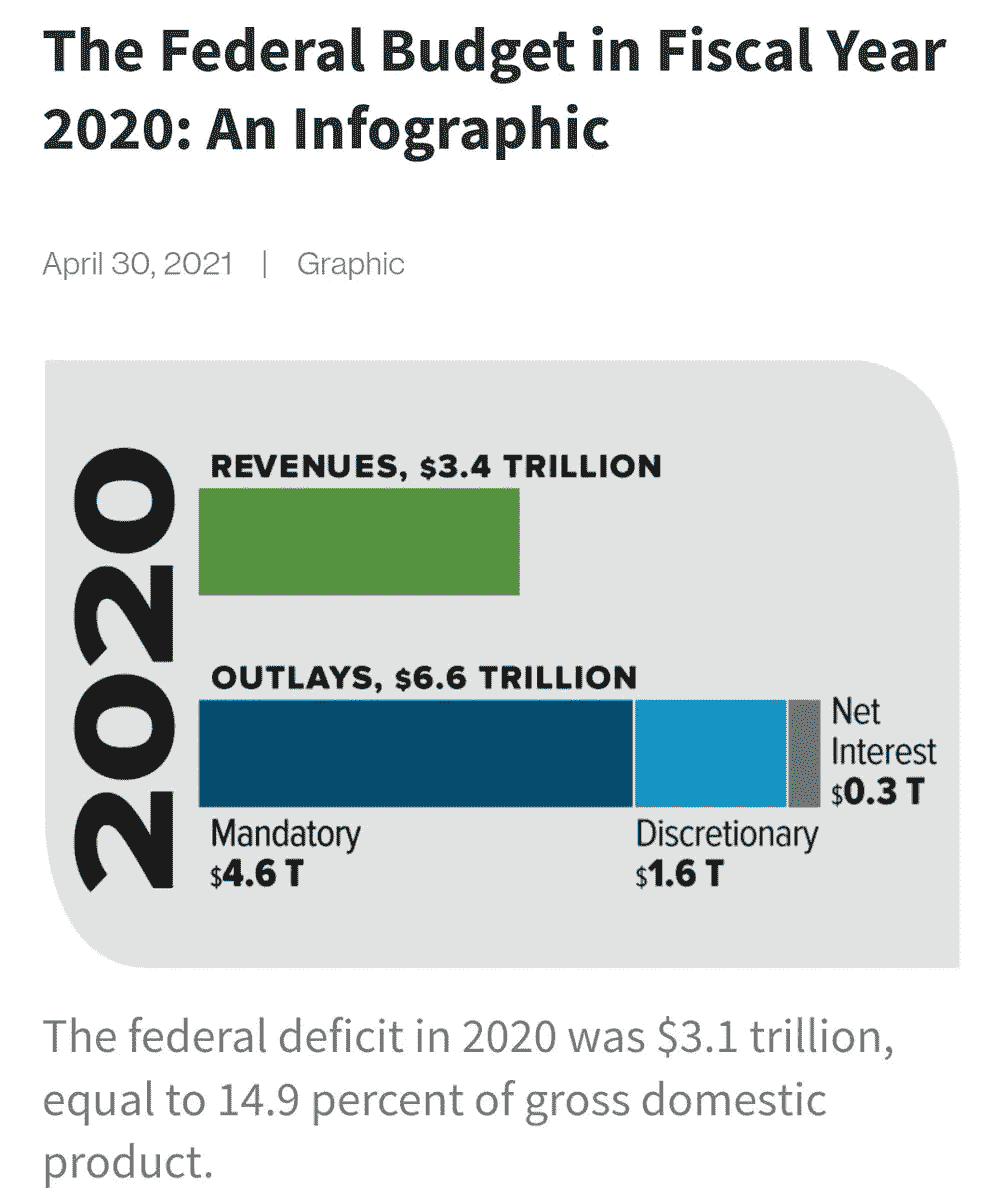 The Federal Budget in Fiscal Year
2020: An Infographic
April 30, 2021 | Graphic
2020
REVENUES, $3.4 TRILLION
OUTLAYS, $6.6 TRILLION
Net
Interest
$0.3 T
Mandatory
$4.6 T
Discretionary
$1.6 T
The federal deficit in 2020 was $3.1 trillion,
equal to 14.9 percent of gross domestic
product.